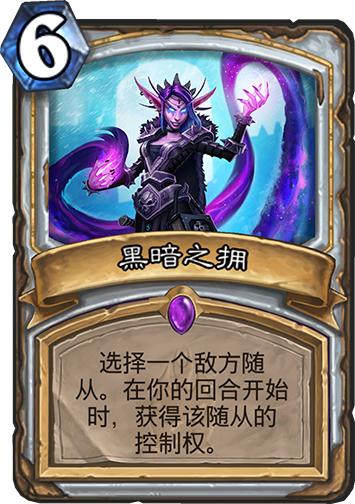 6
黑暗之拥
选择一个敌方随
从。在你的回合开始
时，获得该随从的
控制权。